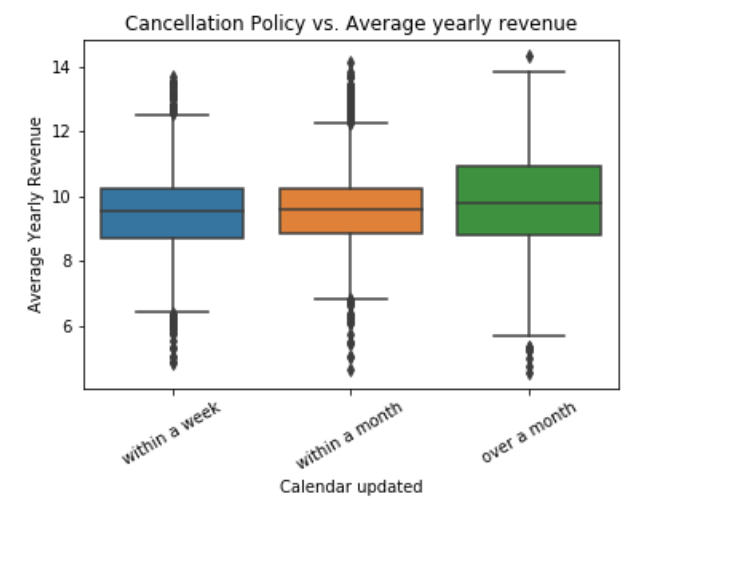 Cancellation Policy vs. Average yearly revenue
14
12
10
8
6
Average Yearly Revenue
within a week
within a month
over a month
Calendar updated